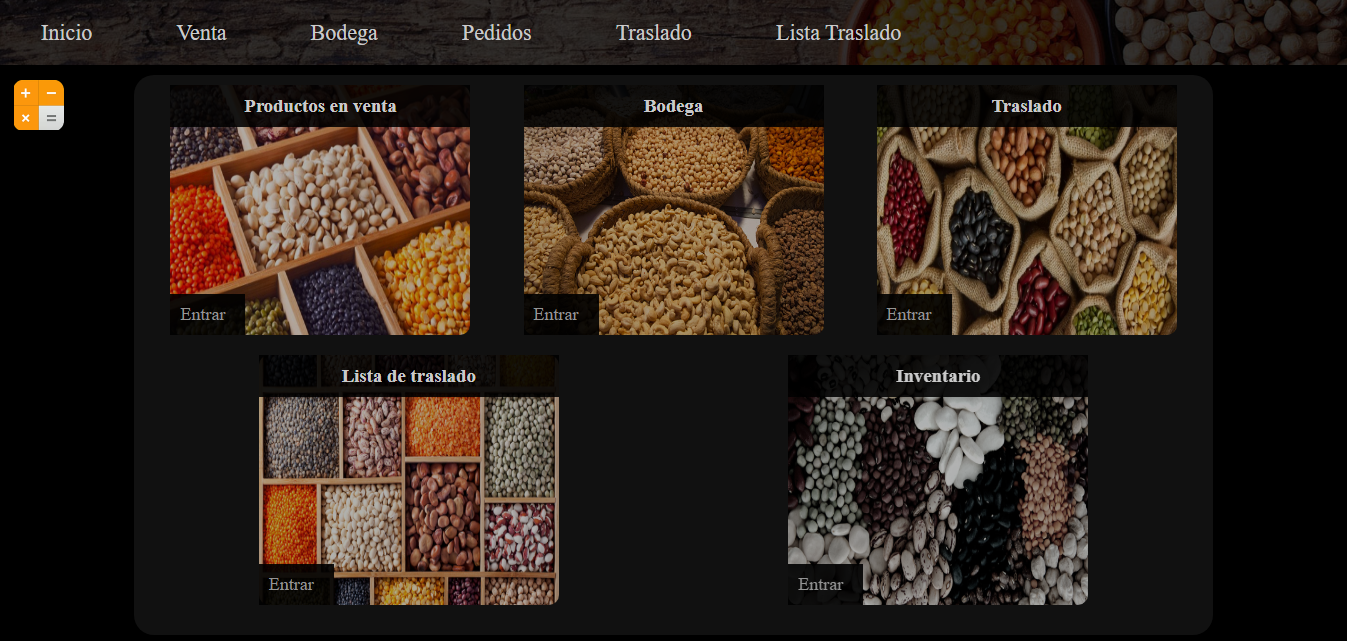 Inicio Venta Bodega Pedidos Traslado Lista Traslado
+ −
× =
Productos en venta Bodega Traslado
Entrar Entrar Entrar
Lista de traslado Inventario
Entrar Entrar